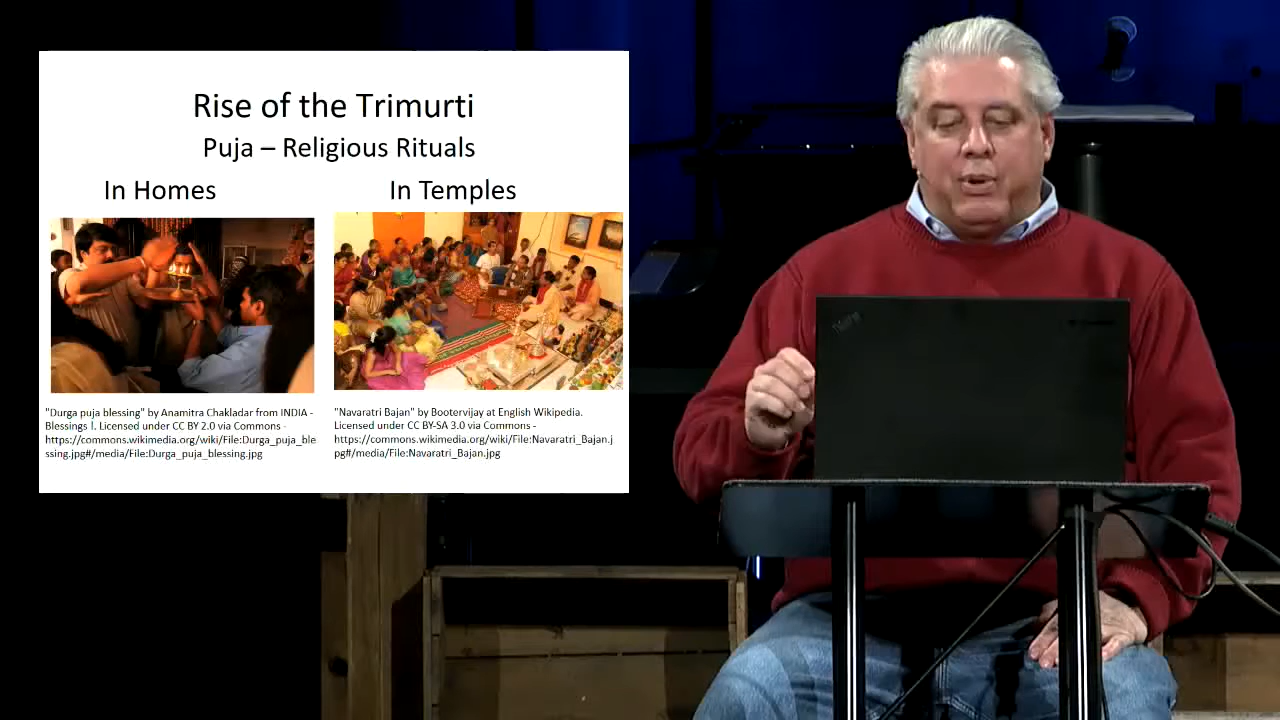 Rise of the Trimurti
Puja – Religious Rituals
In Homes
In Temples
"Durga puja blessing" by Anamitra Chakladar from INDIA -
Blessings I. Licensed under CC BY 2.0 via Commons -
https://commons.wikimedia.org/wiki/File:Durga_puja_ble
ssing.jpg#/media/File:Durga_puja_blessing.jpg
"Navaratri Bajan" by Bootervijay at English Wikipedia.
Licensed under CC BY-SA 3.0 via Commons -
https://commons.wikimedia.org/wiki/File:Navaratri_Bajan.j
pg#/media/File:Navaratri_Bajan.jpg